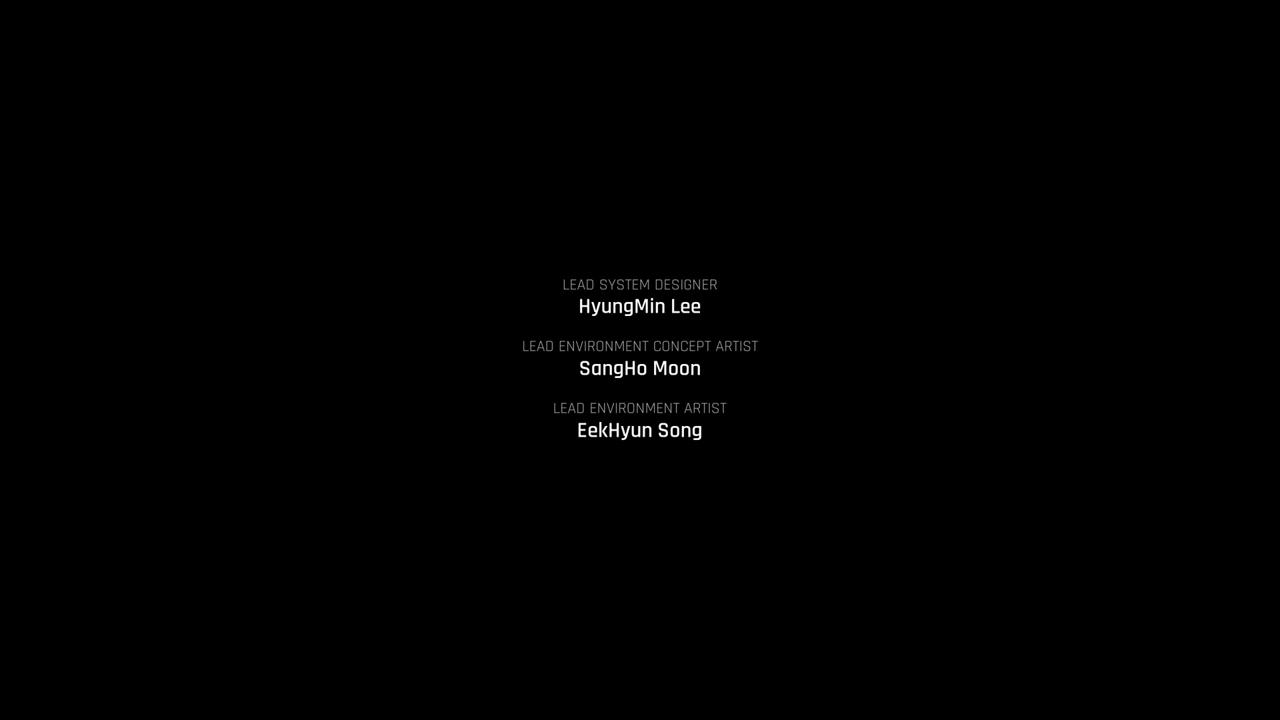 LEAD SYSTEM DESIGNER
HyungMin Lee
LEAD ENVIRONMENT CONCEPT ARTIST
SangHo Moon
LEAD ENVIRONMENT ARTIST
EekHyun Song